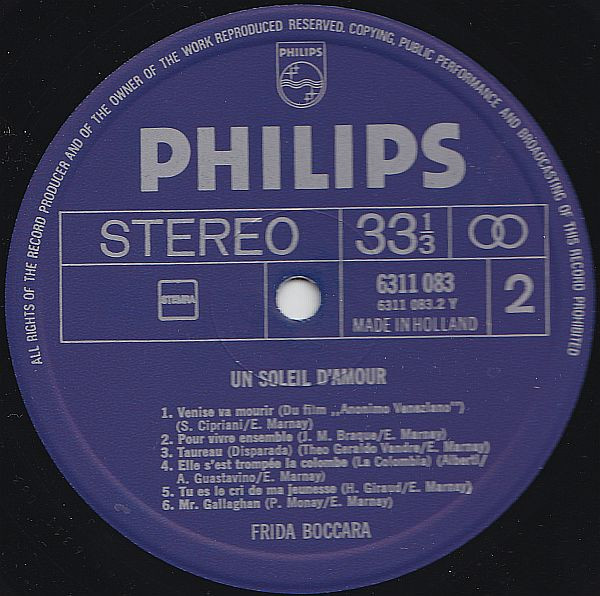 ALL RIGHTS OF THE RECORD PRODUCER AND OF THE OWNER OF THE WORK REPRODUCED RESERVED. COPYING, PUBLIC PERFORMANCE AND BROADCASTING OF THIS RECORD PROHIBITED
PHILIPS
PHILIPS
STEREO 33 1/3
STEMRA 6311 083 2
6311 083.2 Y
MADE IN HOLLAND
UN SOLEIL D'AMOUR
1. Venise va mourir (Du film „Anonimo Veneziano")
(S. Cipriani/E. Marnay)
2. Pour vivre ensemble (J. M. Braque/E. Marnay)
3. Taureau (Disparada) (Theo Geraldo Vandre/E. Marnay)
4. Elle s'est trompée la colombe (La Colombia) (Alberti/
A. Guastavino/E. Marnay)
5. Tu es le cri de ma jeunesse (H. Giraud/E. Marnay)
6. Mr. Gallaghan (P. Monay/E. Marnay)
FRIDA BOCCARA